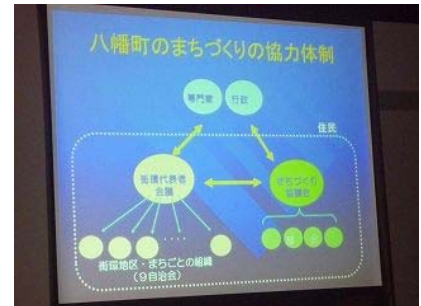 八幡町のまちづくりの協力体制
専門家
行政
住民
街環代表者
会議
まちづくり
協議会
街環地区・まちごとの組織
(9自治会)